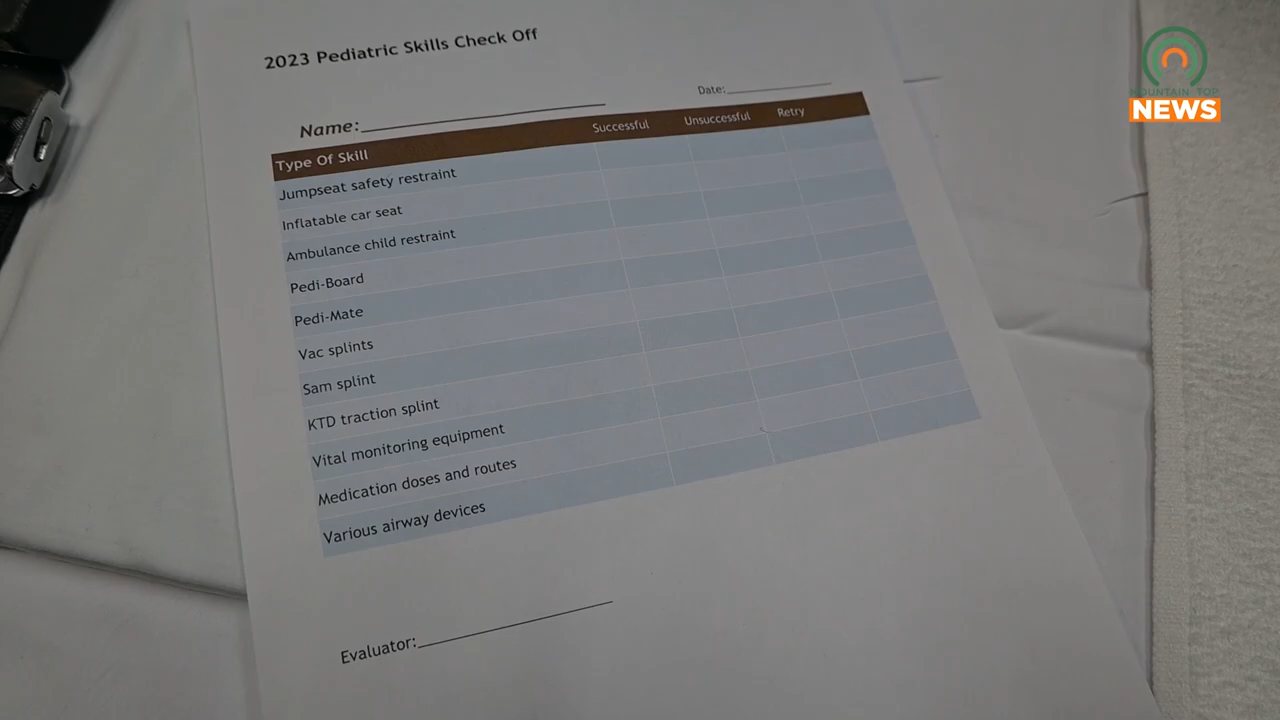 2023 Pediatric Skills Check Off
Date:
Name:
Type Of Skill Successful Unsuccessful Retry
Jumpseat safety restraint
Inflatable car seat
Ambulance child restraint
Pedi-Board
Pedi-Mate
Vac splints
Sam splint
KTD traction splint
Vital monitoring equipment
Medication doses and routes
Various airway devices
Evaluator:
MOUNTAIN TOP
NEWS